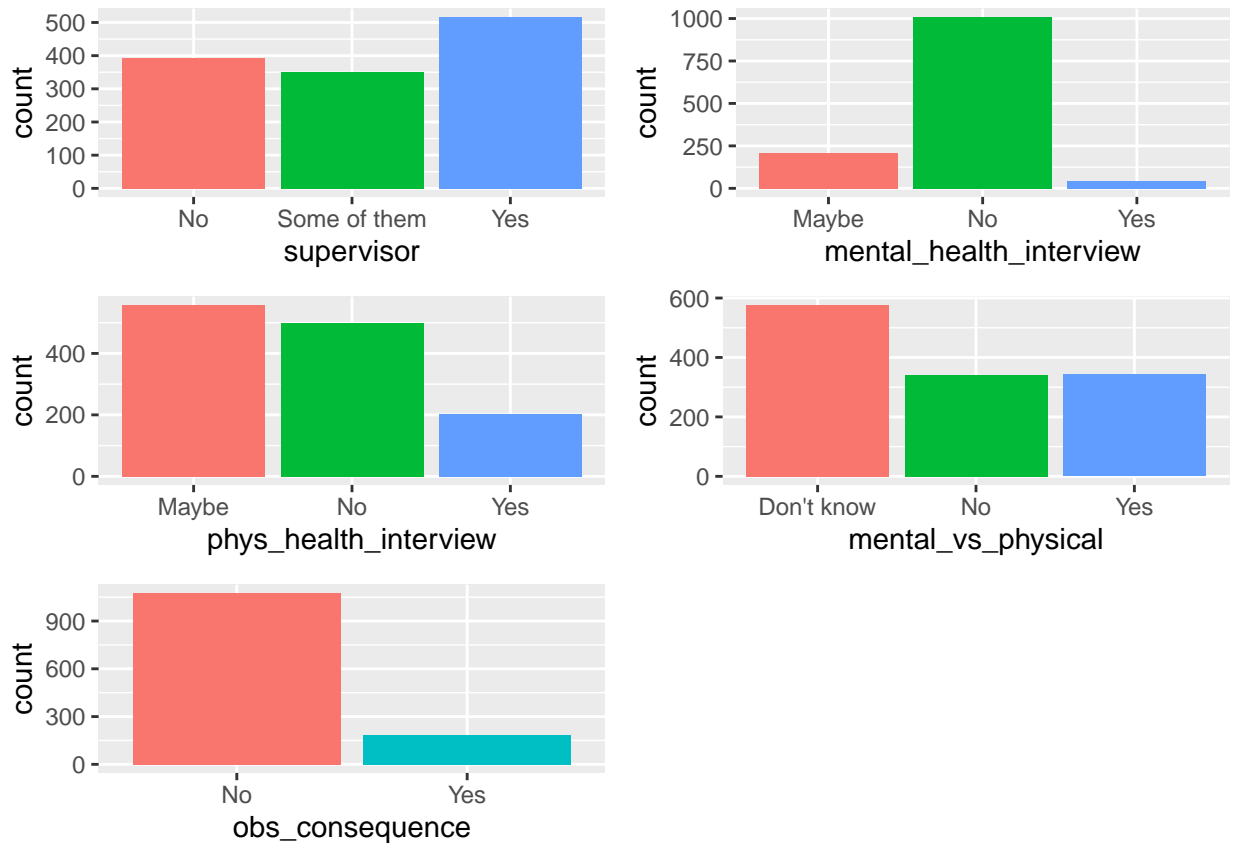 500
400
300
200
100
0
count
No Some of them Yes
supervisor
1000
750
500
250
0
count
Maybe No Yes
mental_health_interview
400
200
0
count
Maybe No Yes
phys_health_interview
600
400
200
0
count
Don't know No Yes
mental_vs_physical
900
600
300
0
count
No Yes
obs_consequence